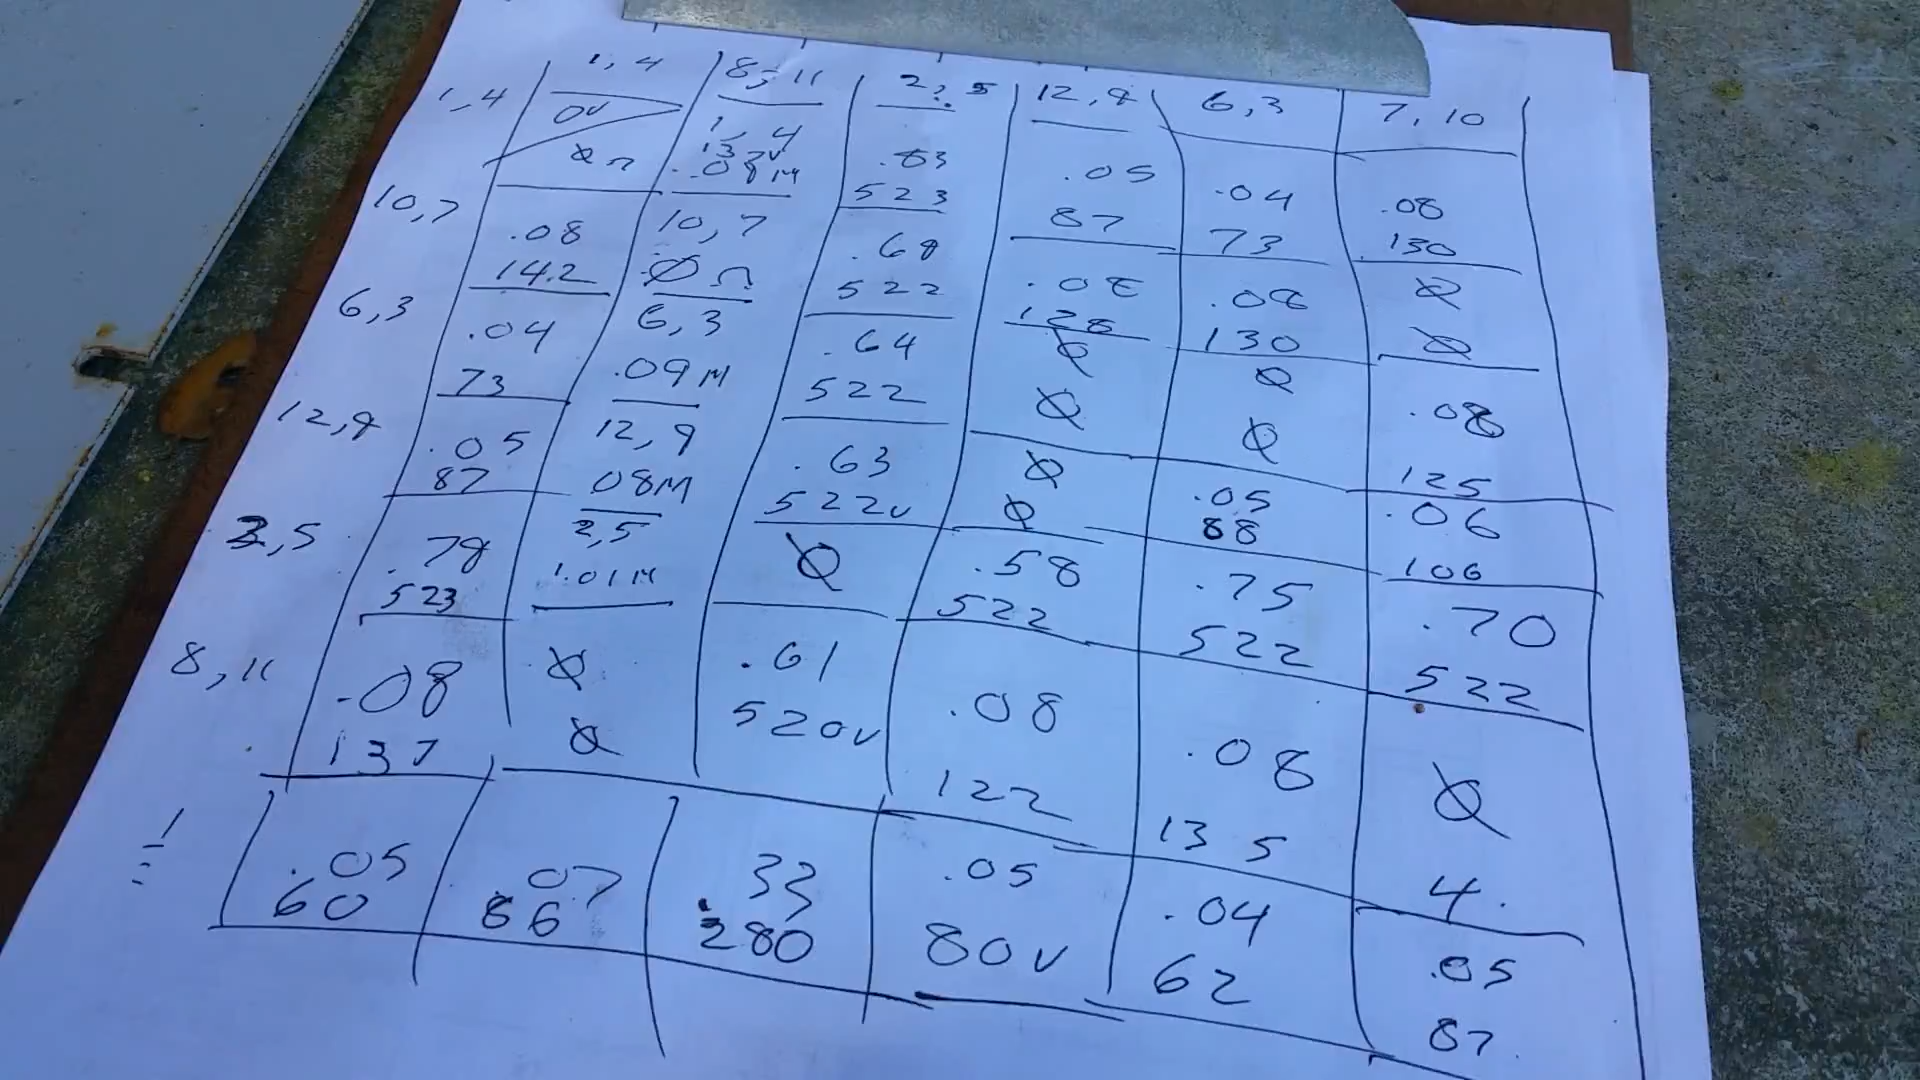 1,4 8,11 2,5 12,9 6,3 7,10
1,4 0V 1,4 .63 .05 .04 .08
Ø Ω 13.2V 523 87 73 130
.08M
10,7 .08 10,7 .68 .08 .08 Ø
14.2 Ø Ω 522 128 130 Ø
6,3 .04 6,3 .64 Ø Ø .08
73 .09M 522 Ø Ø 125
12,9 .05 12,9 .63 Ø .05 .06
87 08M 522V Ø 88 106
2,5 .78 2,5 Ø .58 .75 .70
523 1.01M 522 522 522
8,11 .08 Ø .61 .08 .08 Ø
137 Ø 520V 122 135 4.
.05 07 .33 .05 .04 .05
60 86 280 80V 62 87